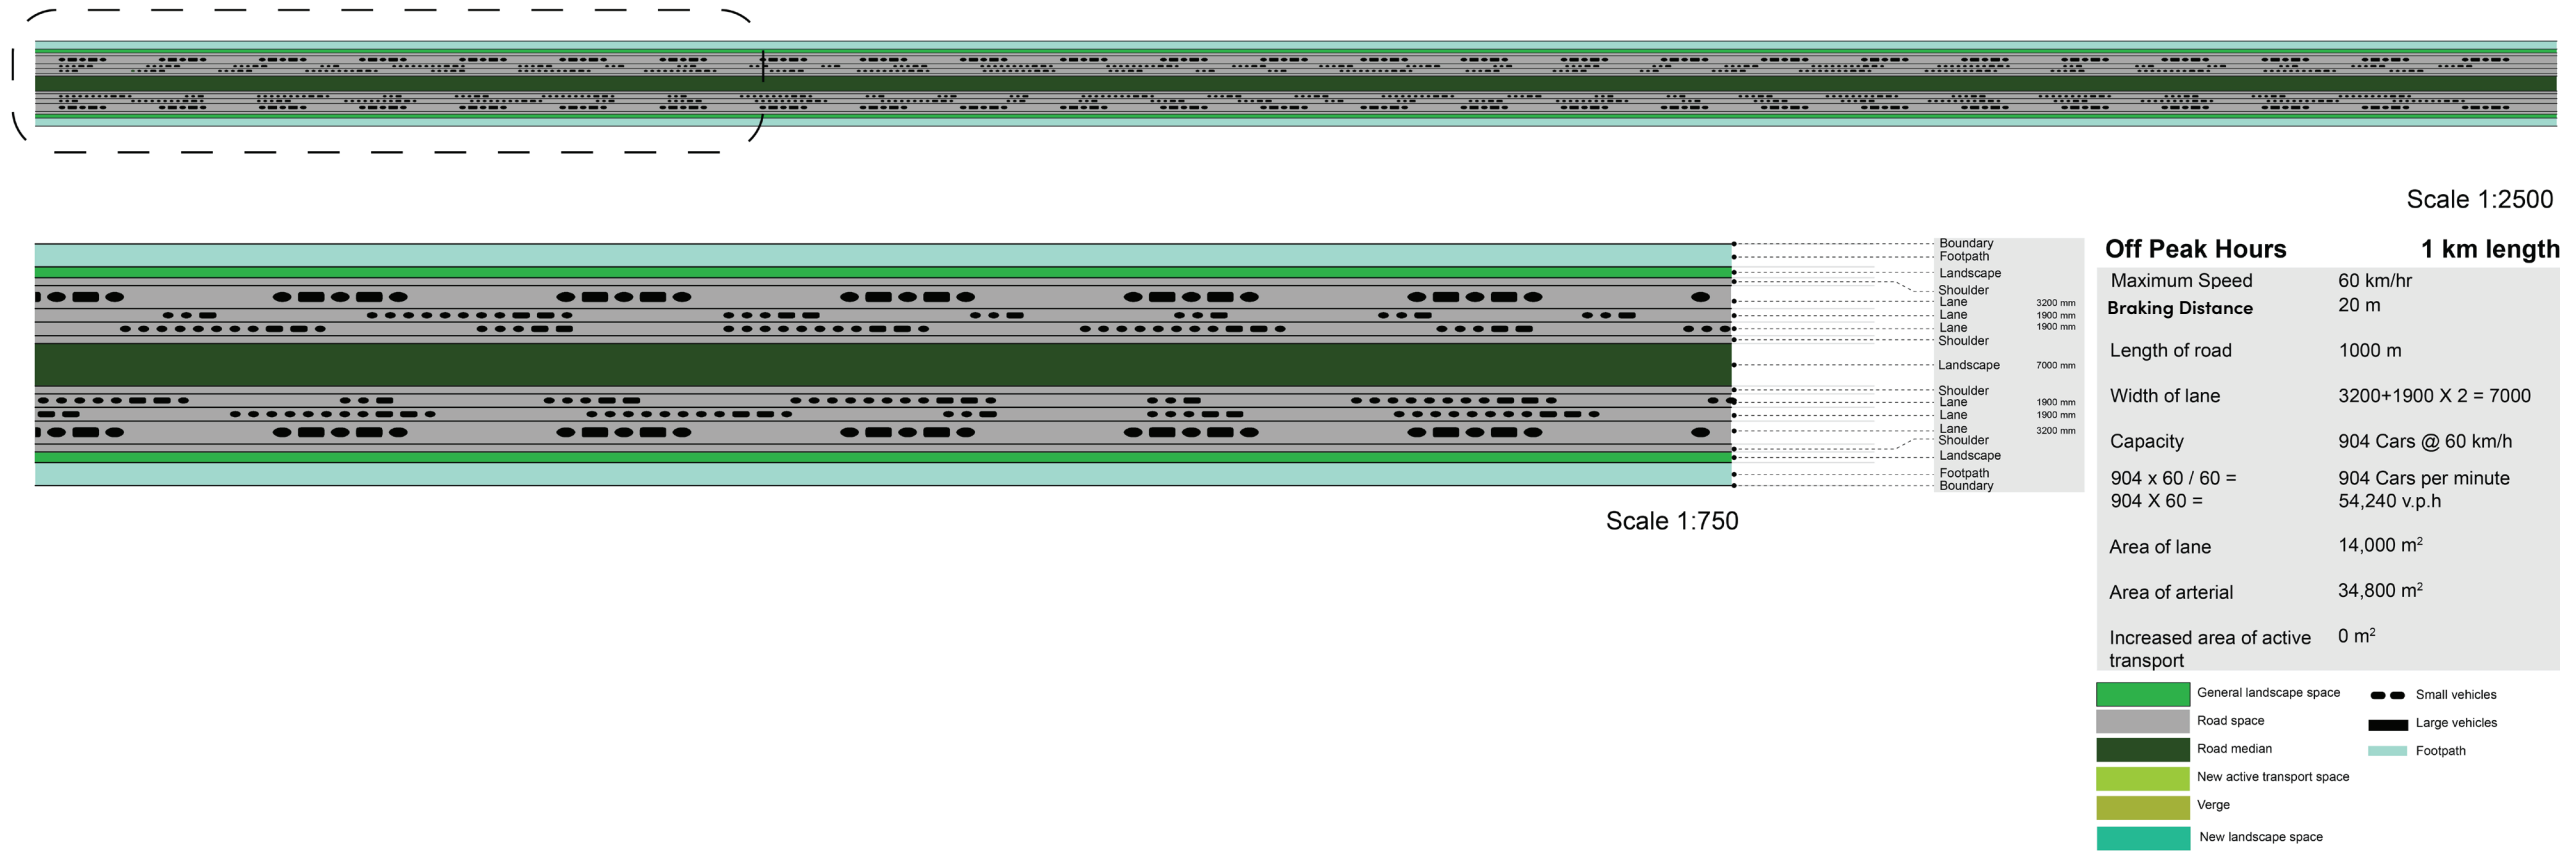 Scale 1:2500
Boundary
Footpath
Landscape
Shoulder
Lane 3200 mm
Lane 1900 mm
Lane 1900 mm
Shoulder
Landscape 7000 mm
Shoulder
Lane 1900 mm
Lane 1900 mm
Lane 3200 mm
Shoulder
Landscape
Footpath
Boundary
Scale 1:750
Off Peak Hours 1 km length
Maximum Speed 60 km/hr
Braking Distance 20 m
Length of road 1000 m
Width of lane 3200+1900 X 2 = 7000
Capacity 904 Cars @ 60 km/h
904 x 60 / 60 = 904 Cars per minute
904 X 60 = 54,240 v.p.h
Area of lane 14,000 m²
Area of arterial 34,800 m²
Increased area of active 0 m²
transport
General landscape space
Road space
Road median
New active transport space
Verge
New landscape space
Small vehicles
Large vehicles
Footpath